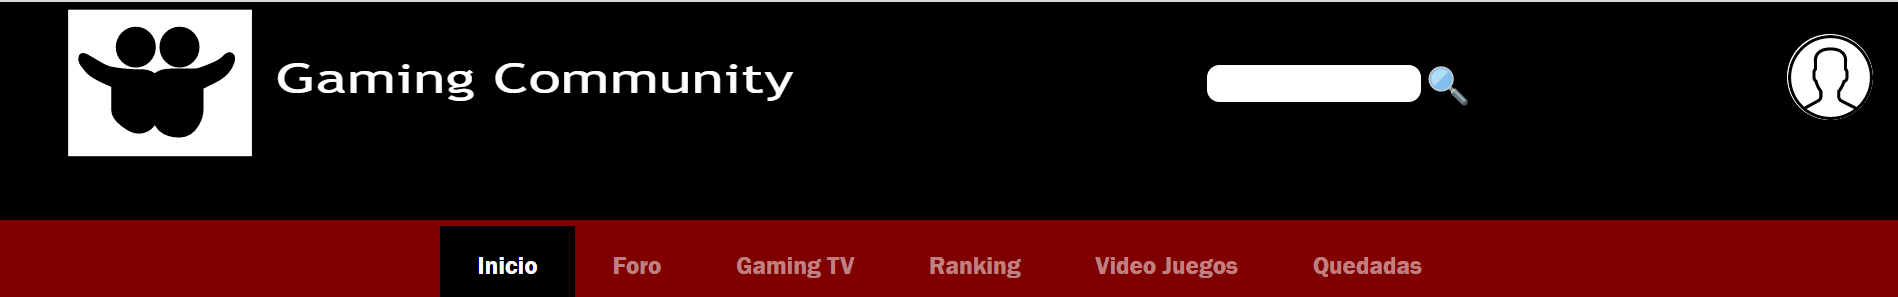 Gaming Community
Inicio Foro Gaming TV Ranking Video Juegos Quedadas